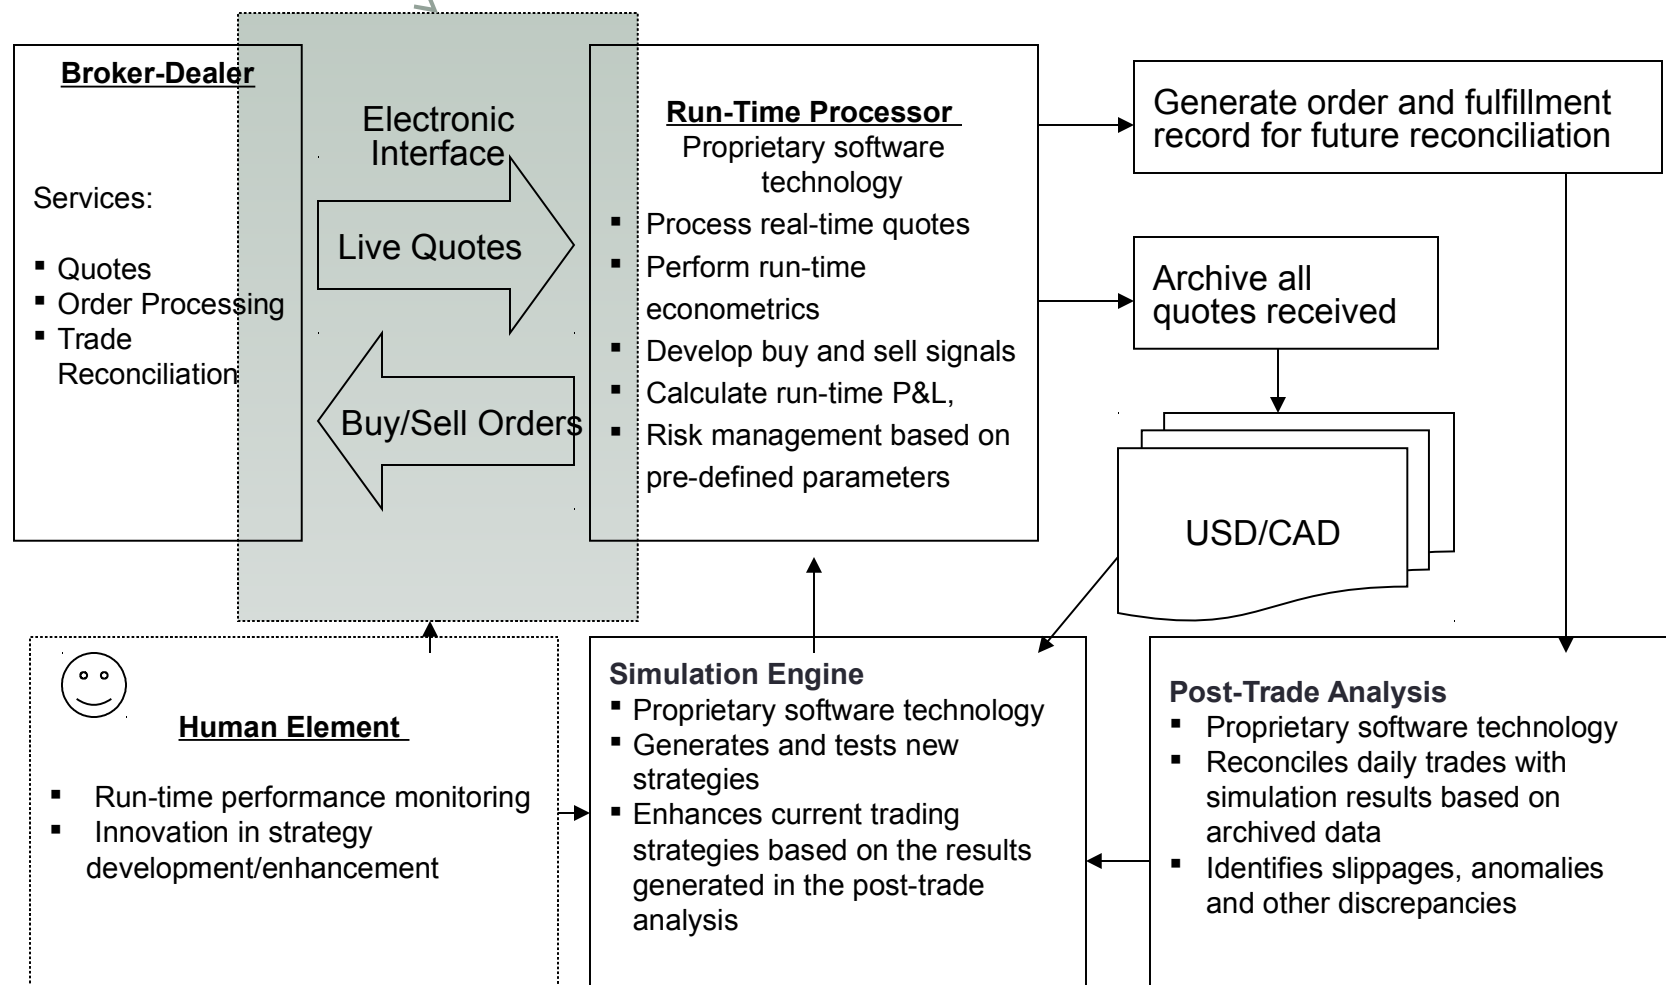 Broker-Dealer
Services:
▪ Quotes
▪ Order Processing
▪ Trade
Reconciliation
Electronic
Interface
Live Quotes
Buy/Sell Orders
Run-Time Processor
Proprietary software
technology
▪ Process real-time quotes
▪ Perform run-time
econometrics
▪ Develop buy and sell signals
▪ Calculate run-time P&L,
▪ Risk management based on
pre-defined parameters
Generate order and fulfillment
record for future reconciliation
Archive all
quotes received
USD/CAD
Human Element
▪ Run-time performance monitoring
▪ Innovation in strategy
development/enhancement
Simulation Engine
▪ Proprietary software technology
▪ Generates and tests new
strategies
▪ Enhances current trading
strategies based on the results
generated in the post-trade
analysis
Post-Trade Analysis
▪ Proprietary software technology
▪ Reconciles daily trades with
simulation results based on
archived data
▪ Identifies slippages, anomalies
and other discrepancies